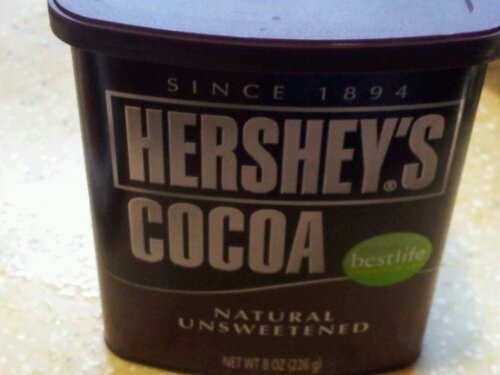 SINCE 1894
HERSHEY'S®
COCOA
bestlife
NATURAL
UNSWEETENED
NET WT 8 OZ (226 g)